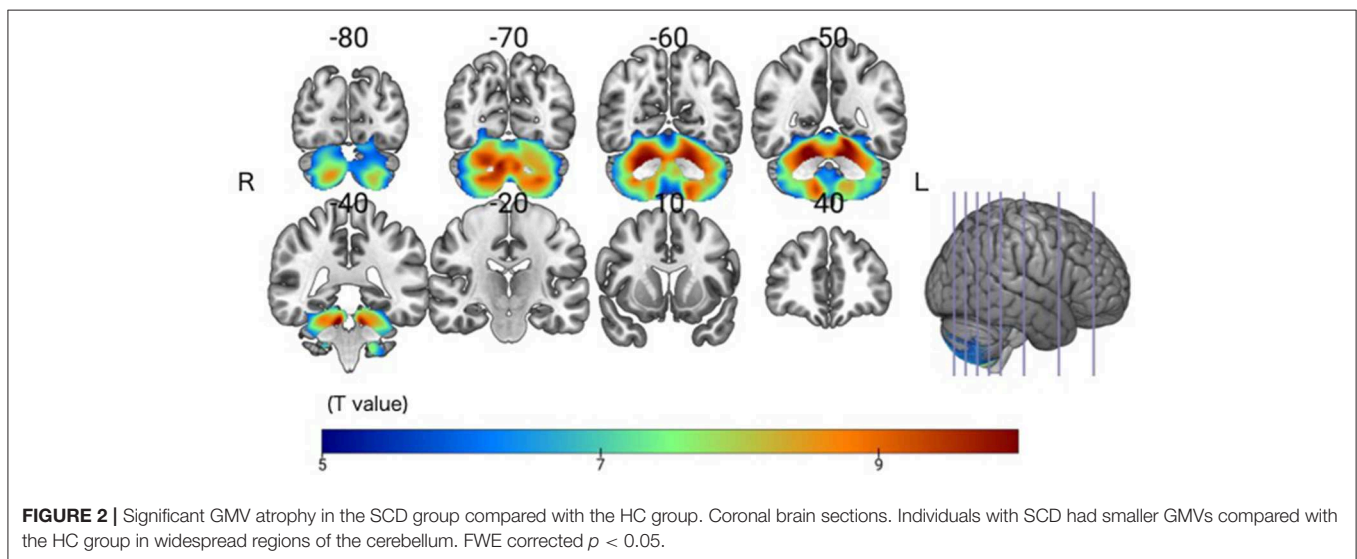 -80 -70 -60 -50
R L
-40 -20 10 40
(T value)
5 7 9
FIGURE 2 | Significant GMV atrophy in the SCD group compared with the HC group. Coronal brain sections. Individuals with SCD had smaller GMVs compared with
the HC group in widespread regions of the cerebellum. FWE corrected p < 0.05.